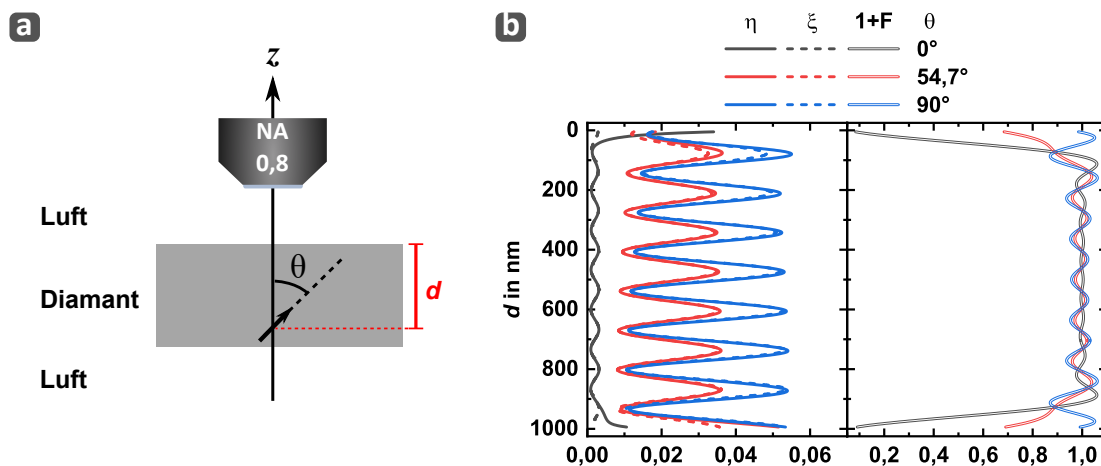 a
z
NA
0,8
Luft
θ
Diamant
d
Luft
b
η ξ 1+F θ
0°
54,7°
90°
d in nm
0
200
400
600
800
1000
0,00 0,02 0,04 0,06 0,2 0,4 0,6 0,8 1,0